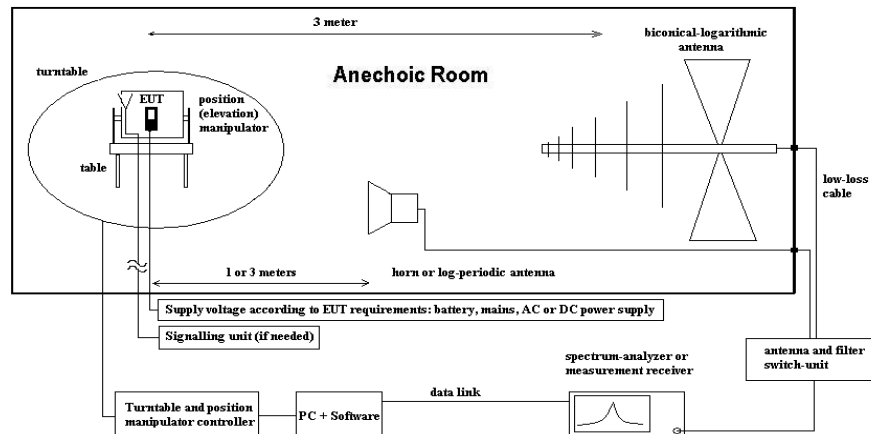 3 meter
biconical-logarithmic
antenna
turntable
Anechoic Room
EUT
position
(elevation)
manipulator
table
low-loss
cable
1 or 3 meters
horn or log-periodic antenna
Supply voltage according to EUT requirements: battery, mains, AC or DC power supply
Signalling unit (if needed)
spectrum-analyzer or
measurement receiver
antenna and filter
switch-unit
data link
Turntable and position
manipulator controller
PC + Software